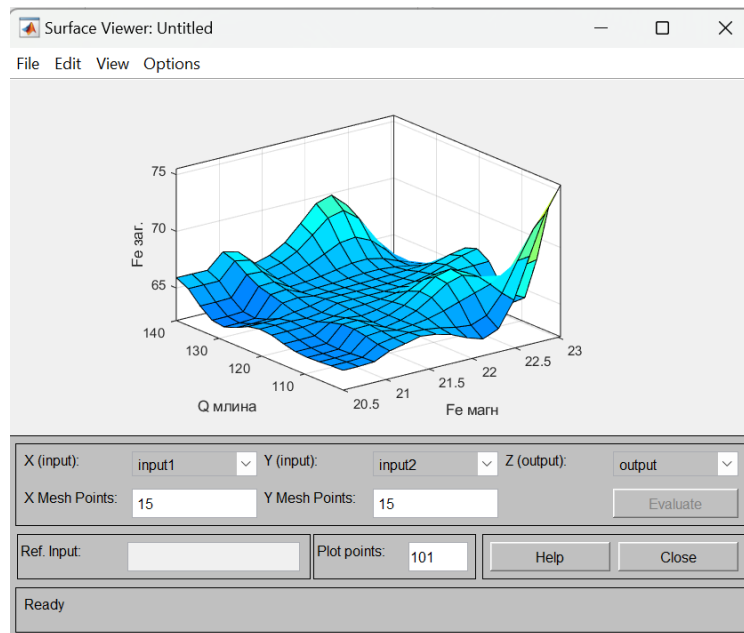 Surface Viewer: Untitled
File Edit View Options
75
70
65
Fe заг.
140
130
120
110
Q млина
20.5
21
21.5
22
22.5
23
Fe магн
X (input): input1 Y (input): input2 Z (output): output
X Mesh Points: 15 Y Mesh Points: 15 Evaluate
Ref. Input: Plot points: 101 Help Close
Ready